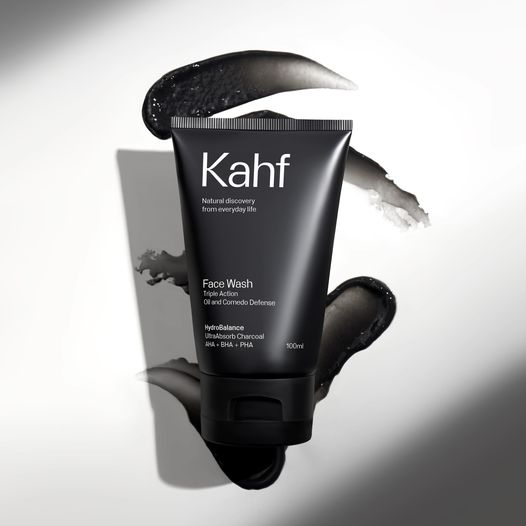 Kahf
Natural discovery
from everyday life
Face Wash
Triple Action
Oil and Comedo Defense
HydroBalance
UltraAbsorb Charcoal
AHA + BHA + PHA
100ml